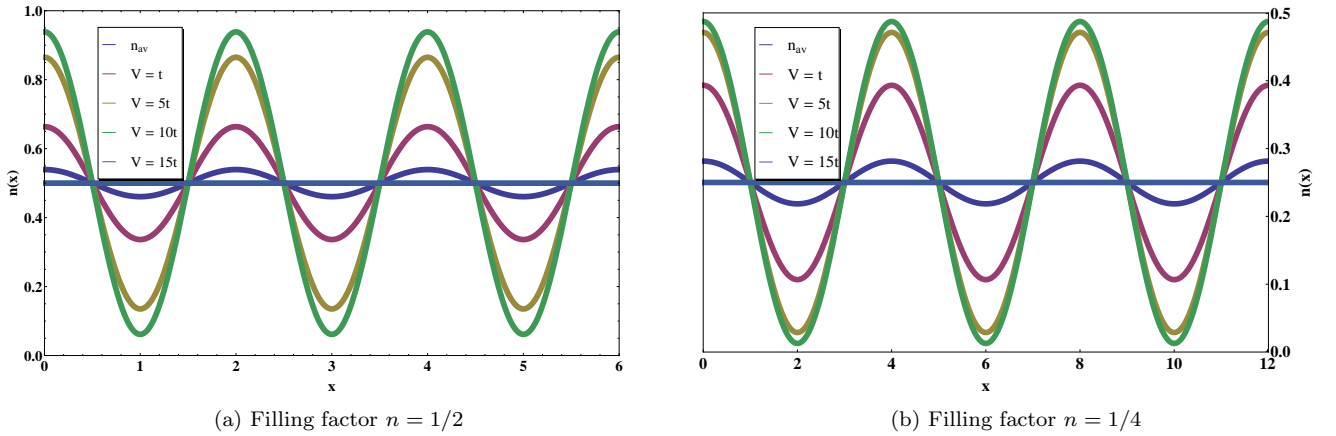 1.0
0.8
0.6
0.4
0.2
0.0
n(x)
n_av
V = t
V = 5t
V = 10t
V = 15t
0 1 2 3 4 5 6
x
(a) Filling factor n = 1/2
n_av
V = t
V = 5t
V = 10t
V = 15t
0.5
0.4
0.3
0.2
0.1
0.0
n(x)
0 2 4 6 8 10 12
x
(b) Filling factor n = 1/4